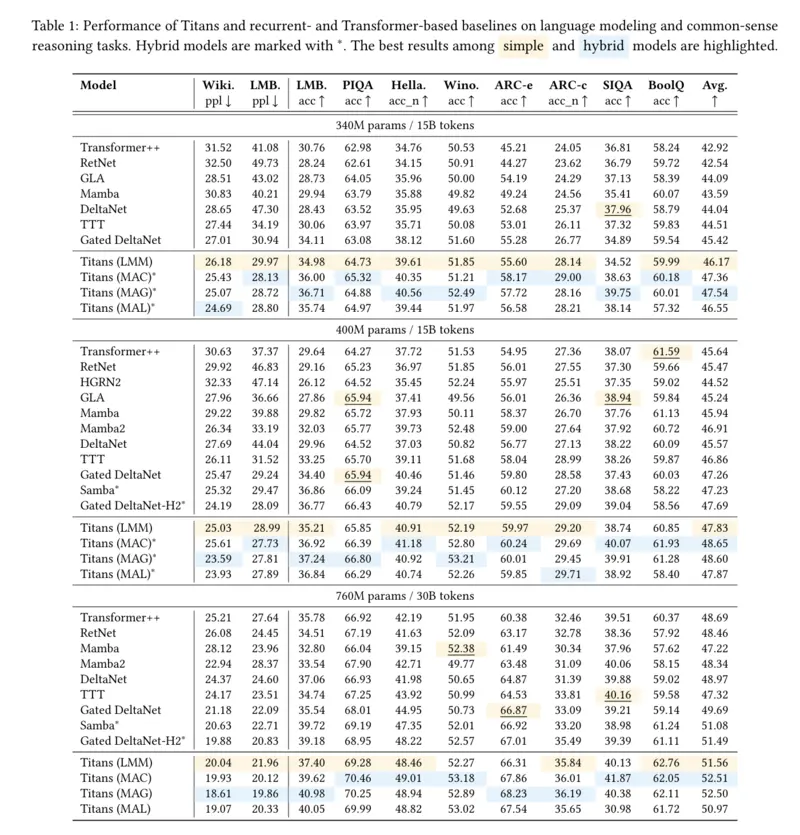 Table 1: Performance of Titans and recurrent- and Transformer-based baselines on language modeling and common-sense
reasoning tasks. Hybrid models are marked with *. The best results among simple and hybrid models are highlighted.
Model Wiki. LMB. LMB. PIQA Hella. Wino. ARC-e ARC-c SIQA BoolQ Avg.
ppl ↓ ppl ↓ acc ↑ acc ↑ acc_n ↑ acc ↑ acc ↑ acc_n ↑ acc ↑ acc ↑ ↑
340M params / 15B tokens
Transformer++ 31.52 41.08 30.76 62.98 34.76 50.53 45.21 24.05 36.81 58.24 42.92
RetNet 32.50 49.73 28.24 62.61 34.15 50.91 44.27 23.62 36.79 59.72 42.54
GLA 28.51 43.02 28.73 64.05 35.96 50.00 54.19 24.29 37.13 58.39 44.09
Mamba 30.83 40.21 29.94 63.79 35.88 49.82 49.24 24.56 35.41 60.07 43.59
DeltaNet 28.65 47.30 28.43 63.52 35.95 49.63 52.68 25.37 37.96 58.79 44.04
TTT 27.44 34.19 30.06 63.97 35.71 50.08 53.01 26.11 37.32 59.83 44.51
Gated DeltaNet 27.01 30.94 34.11 63.08 38.12 51.60 55.28 26.77 34.89 59.54 45.42
Titans (LMM) 26.18 29.97 34.98 64.73 39.61 51.85 55.60 28.14 34.52 59.99 46.17
Titans (MAC)* 25.43 28.13 36.00 65.32 40.35 51.21 58.17 29.00 38.63 60.18 47.36
Titans (MAG)* 25.07 28.72 36.71 64.88 40.56 52.49 57.72 28.16 39.75 60.01 47.54
Titans (MAL)* 24.69 28.80 35.74 64.97 39.44 51.97 56.58 28.21 38.14 57.32 46.55
400M params / 15B tokens
Transformer++ 30.63 37.37 29.64 64.27 37.72 51.53 54.95 27.36 38.07 61.59 45.64
RetNet 29.92 46.83 29.16 65.23 36.97 51.85 56.01 27.55 37.30 59.66 45.47
HGRN2 32.33 47.14 26.12 64.52 35.45 52.24 55.97 25.51 37.35 59.02 44.52
GLA 27.96 36.66 27.86 65.94 37.41 49.56 56.01 26.36 38.94 59.84 45.24
Mamba 29.22 39.88 29.82 65.72 37.93 50.11 58.37 26.70 37.76 61.13 45.94
Mamba2 26.34 33.19 32.03 65.77 39.73 52.48 59.00 27.64 37.92 60.72 46.91
DeltaNet 27.69 44.04 29.96 64.52 37.03 50.82 56.77 27.13 38.22 60.09 45.57
TTT 26.11 31.52 33.25 65.70 39.11 51.68 58.04 28.99 38.26 59.87 46.86
Gated DeltaNet 25.47 29.24 34.40 65.94 40.46 51.46 59.80 28.58 37.43 60.03 47.26
Samba* 25.32 29.47 36.86 66.09 39.24 51.45 60.12 27.20 38.68 58.22 47.23
Gated DeltaNet-H2* 24.19 28.09 36.77 66.43 40.79 52.17 59.55 29.09 39.04 58.56 47.69
Titans (LMM) 25.03 28.99 35.21 65.85 40.91 52.19 59.97 29.20 38.74 60.85 47.83
Titans (MAC)* 25.61 27.73 36.92 66.39 41.18 52.80 60.24 29.69 40.07 61.93 48.65
Titans (MAG)* 23.59 27.81 37.24 66.80 40.92 53.21 60.01 29.45 39.91 61.28 48.60
Titans (MAL)* 23.93 27.89 36.84 66.29 40.74 52.26 59.85 29.71 38.92 58.40 47.87
760M params / 30B tokens
Transformer++ 25.21 27.64 35.78 66.92 42.19 51.95 60.38 32.46 39.51 60.37 48.69
RetNet 26.08 24.45 34.51 67.19 41.63 52.09 63.17 32.78 38.36 57.92 48.46
Mamba 28.12 23.96 32.80 66.04 39.15 52.38 61.49 30.34 37.96 57.62 47.22
Mamba2 22.94 28.37 33.54 67.90 42.71 49.77 63.48 31.09 40.06 58.15 48.34
DeltaNet 24.37 24.60 37.06 66.93 41.98 50.65 64.87 31.39 39.88 59.02 48.97
TTT 24.17 23.51 34.74 67.25 43.92 50.99 64.53 33.81 40.16 59.58 47.32
Gated DeltaNet 21.18 22.09 35.54 68.01 44.95 50.73 66.87 33.09 39.21 59.14 49.69
Samba* 20.63 22.71 39.72 69.19 47.35 52.01 66.92 33.20 38.98 61.24 51.08
Gated DeltaNet-H2* 19.88 20.83 39.18 68.95 48.22 52.57 67.01 35.49 39.39 61.11 51.49
Titans (LMM) 20.04 21.96 37.40 69.28 48.46 52.27 66.31 35.84 40.13 62.76 51.56
Titans (MAC) 19.93 20.12 39.62 70.46 49.01 53.18 67.86 36.01 41.87 62.05 52.51
Titans (MAG) 18.61 19.86 40.98 70.25 48.94 52.89 68.23 36.19 40.38 62.11 52.50
Titans (MAL) 19.07 20.33 40.05 69.99 48.82 53.02 67.54 35.65 30.98 61.72 50.97